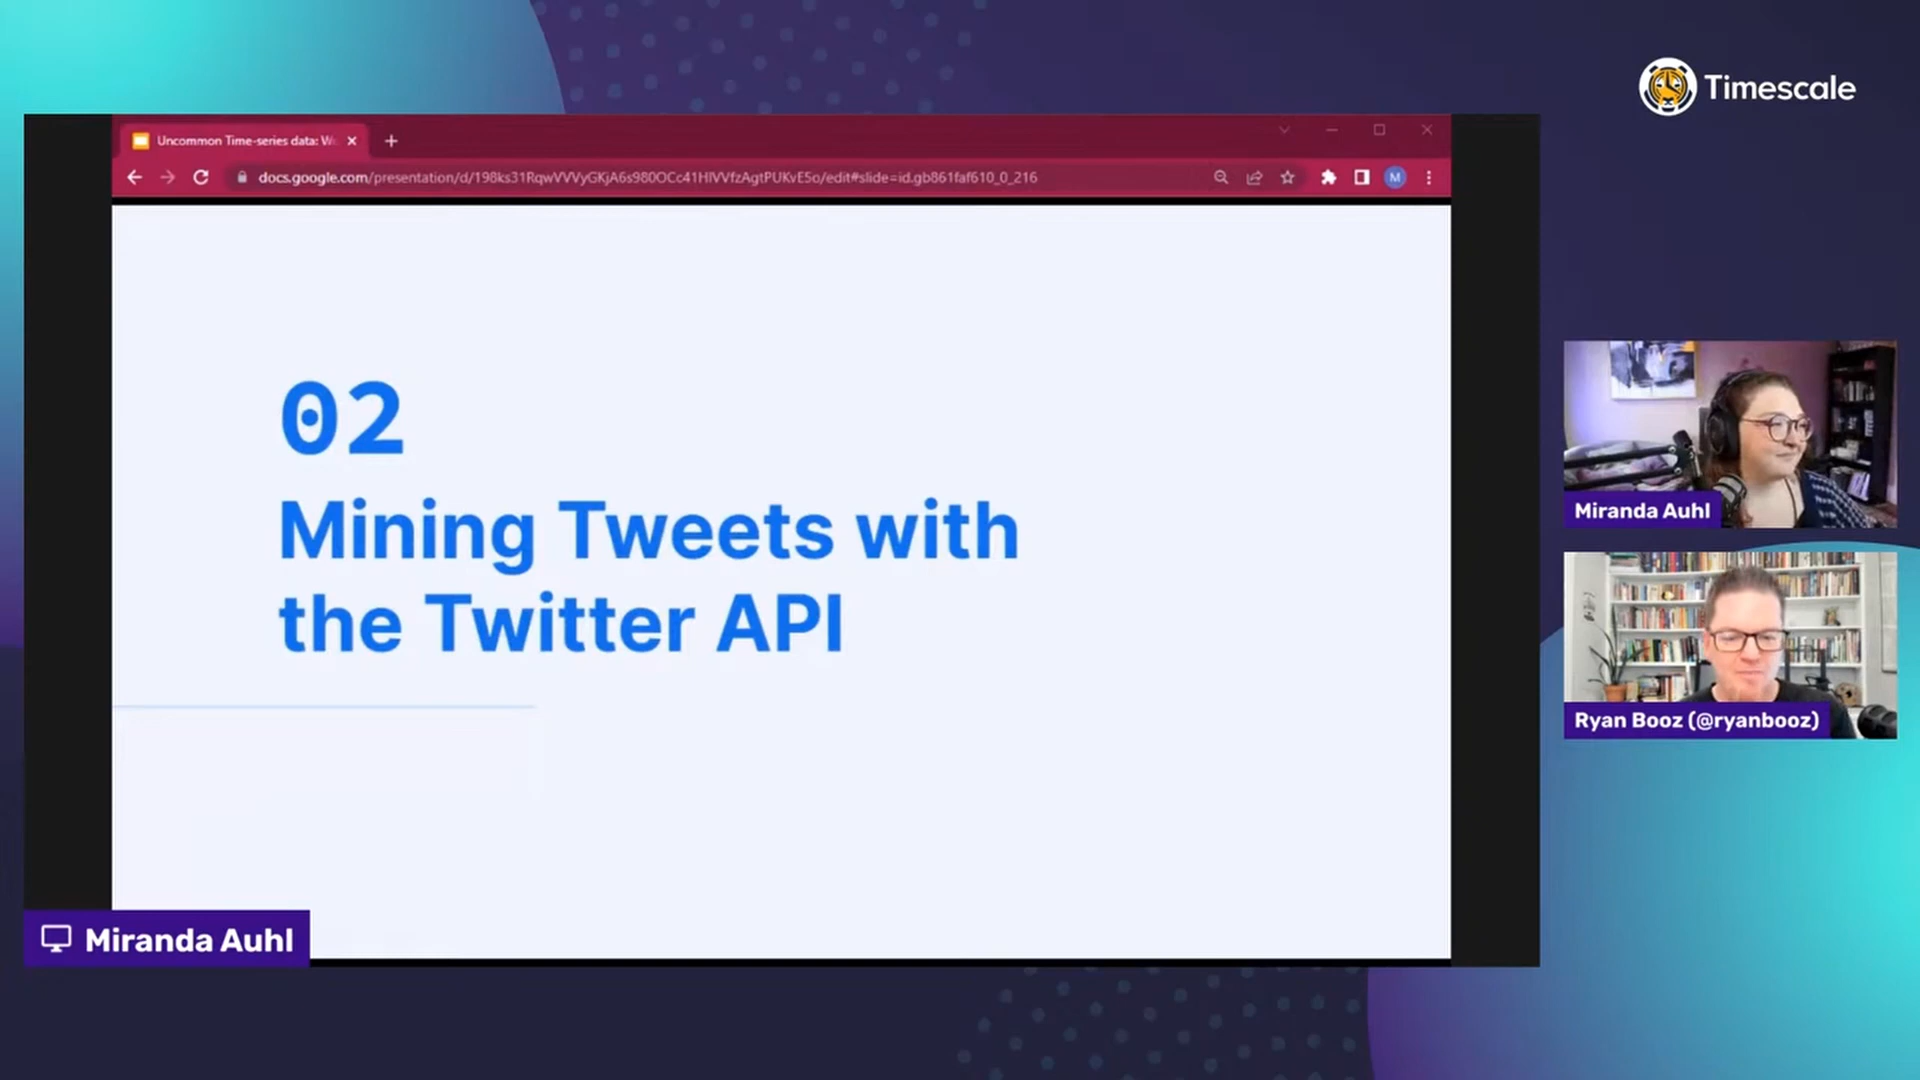 Timescale
Uncommon Time-series data: Wo
docs.google.com/presentation/d/198ks31RqwVVVyGKjA6s980OCc41HIVVfzAgtPUKvE5o/edit#slide=id.gb861faf610_0_216
M
02
Mining Tweets with
the Twitter API
Miranda Auhl
Ryan Booz (@ryanbooz)
Miranda Auhl